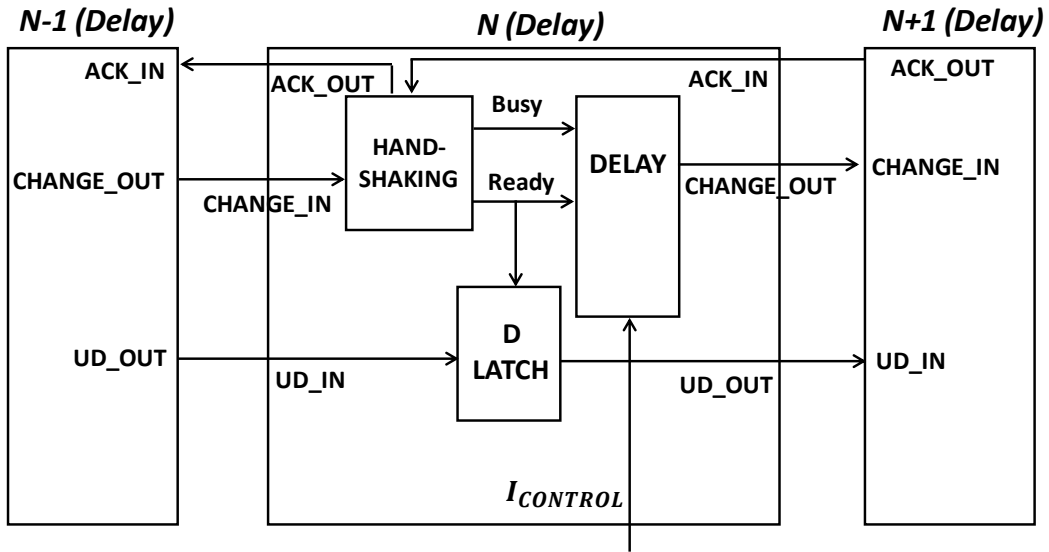 N-1 (Delay)
N (Delay)
N+1 (Delay)
ACK_IN
ACK_OUT
ACK_IN
ACK_OUT
Busy
HAND-
SHAKING
DELAY
CHANGE_OUT
CHANGE_IN
Ready
CHANGE_OUT
CHANGE_IN
D
LATCH
UD_OUT
UD_IN
UD_OUT
UD_IN
I_CONTROL